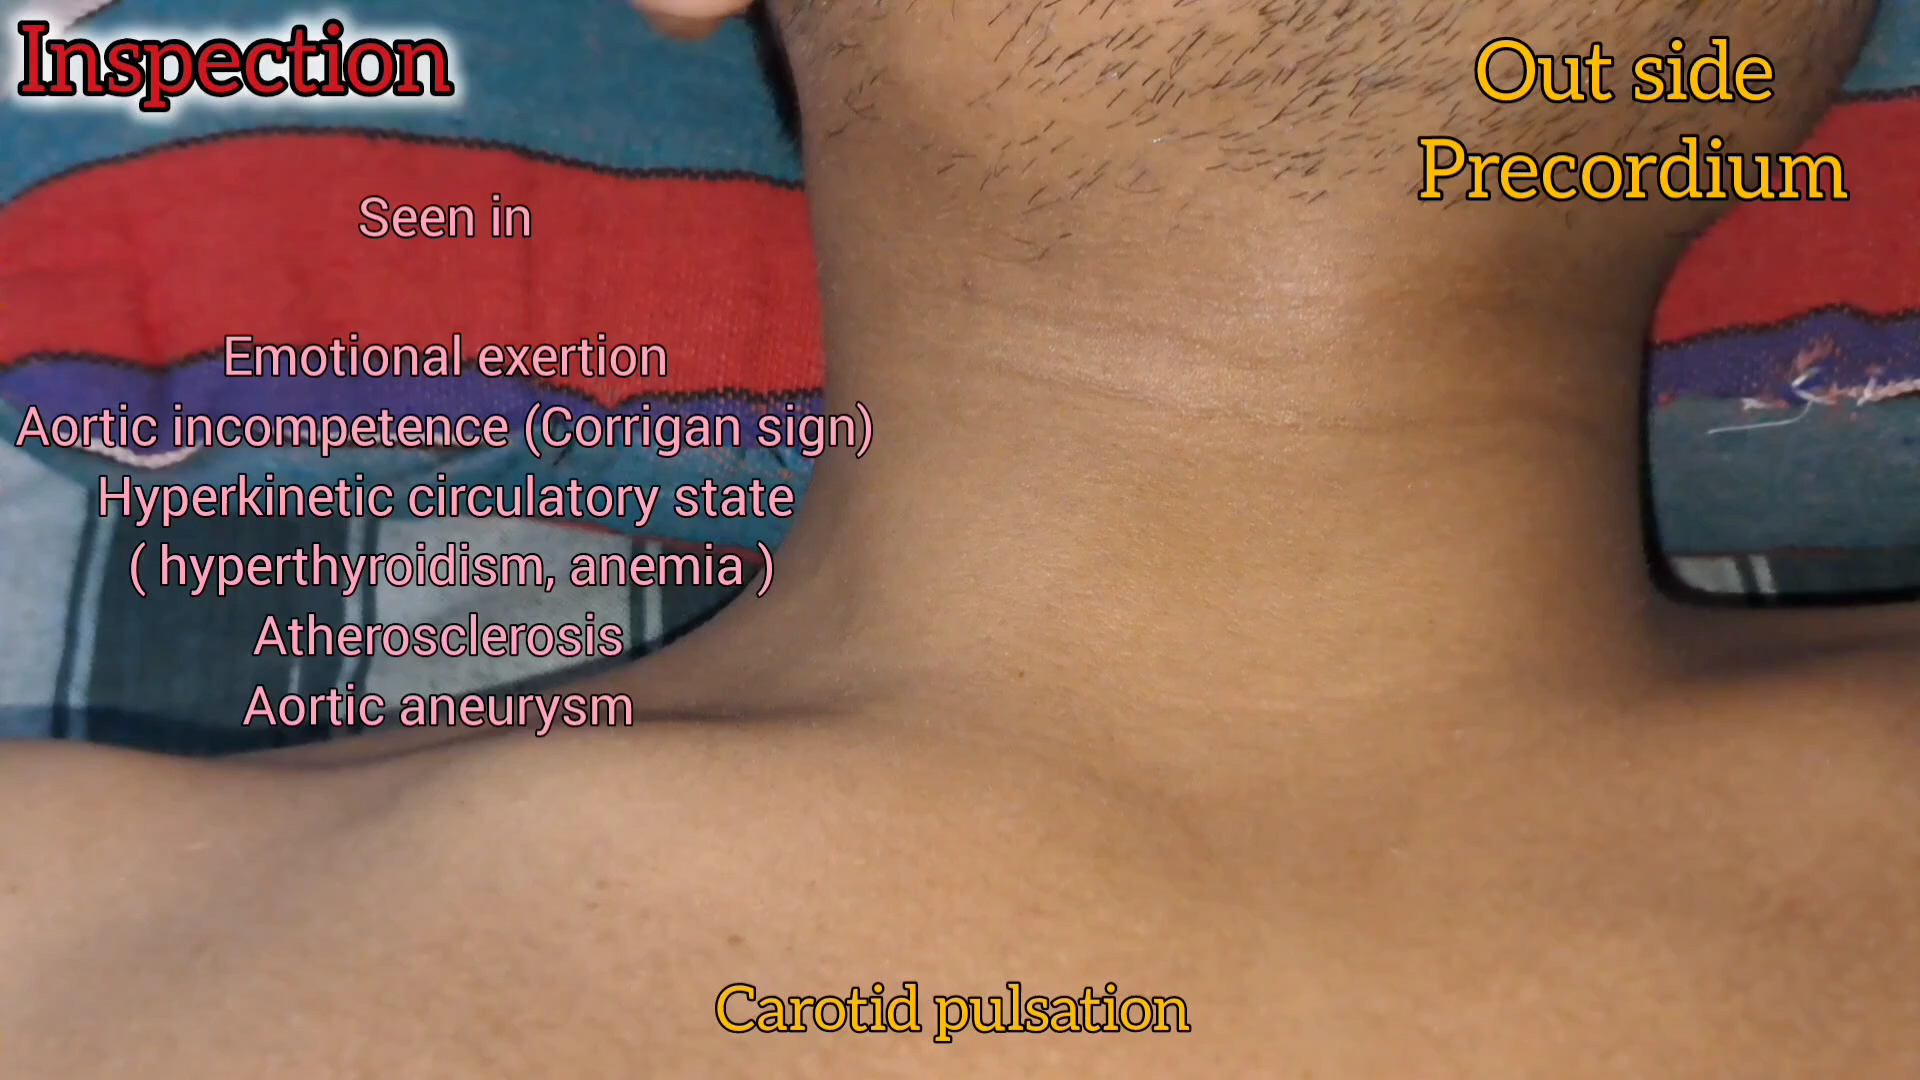 Inspection
Out side
Precordium
Seen in
Emotional exertion
Aortic incompetence (Corrigan sign)
Hyperkinetic circulatory state
( hyperthyroidism, anemia )
Atherosclerosis
Aortic aneurysm
Carotid pulsation